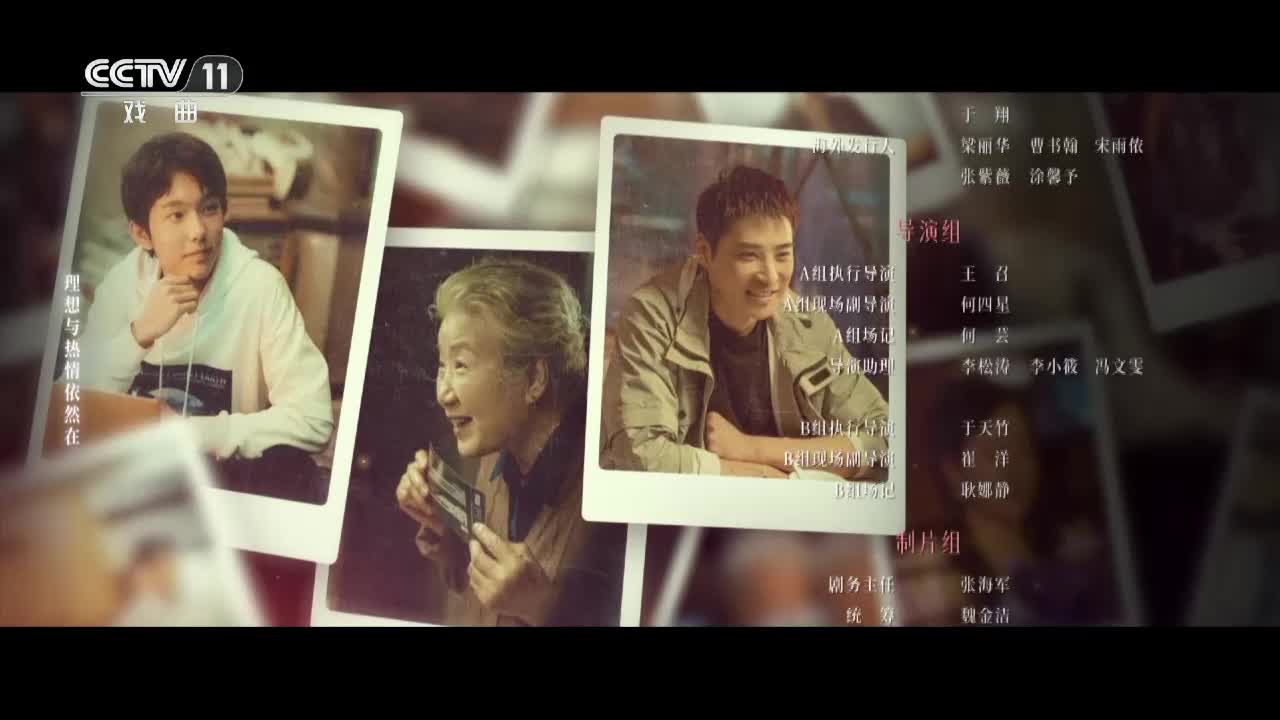 CCTV 11
戏 曲
理想与热情依然在
于 翔
海外发行人 梁丽华 曹书翰 宋雨侬
张紫薇 涂馨予
导演组
A组执行导演 王 召
A组现场副导演 何四星
A组场记 何 芸
导演助理 李松涛 李小筱 冯文雯
B组执行导演 于天竹
B组现场副导演 崔 洋
B组场记 耿娜静
制片组
剧务主任 张海军
统 筹 魏金洁